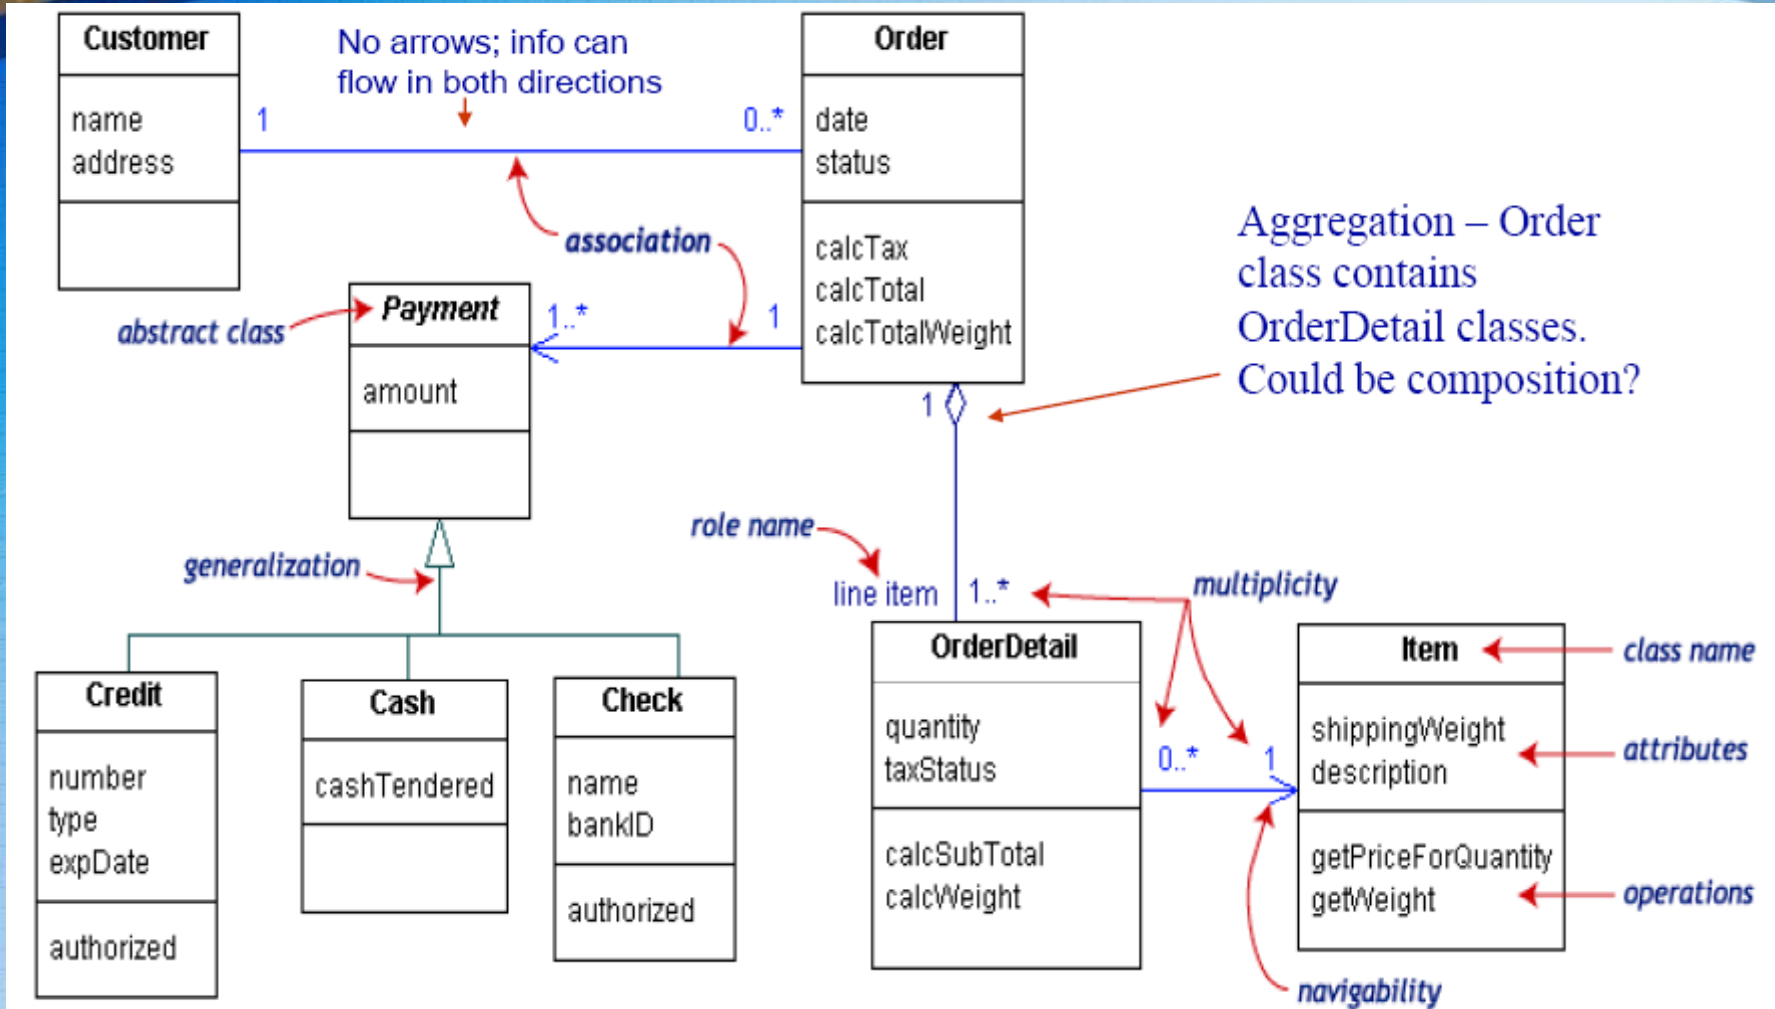 Customer
name
address
No arrows; info can
flow in both directions
1
0..*
Order
date
status
calcTax
calcTotal
calcTotalWeight
association
abstract class
Payment
amount
1..*
1
Aggregation – Order
class contains
OrderDetail classes.
Could be composition?
1
generalization
role name
line item
1..*
multiplicity
Credit
number
type
expDate
authorized
Cash
cashTendered
Check
name
bankID
authorized
OrderDetail
quantity
taxStatus
calcSubTotal
calcWeight
0..*
1
Item
shippingWeight
description
getPriceForQuantity
getWeight
class name
attributes
operations
navigability